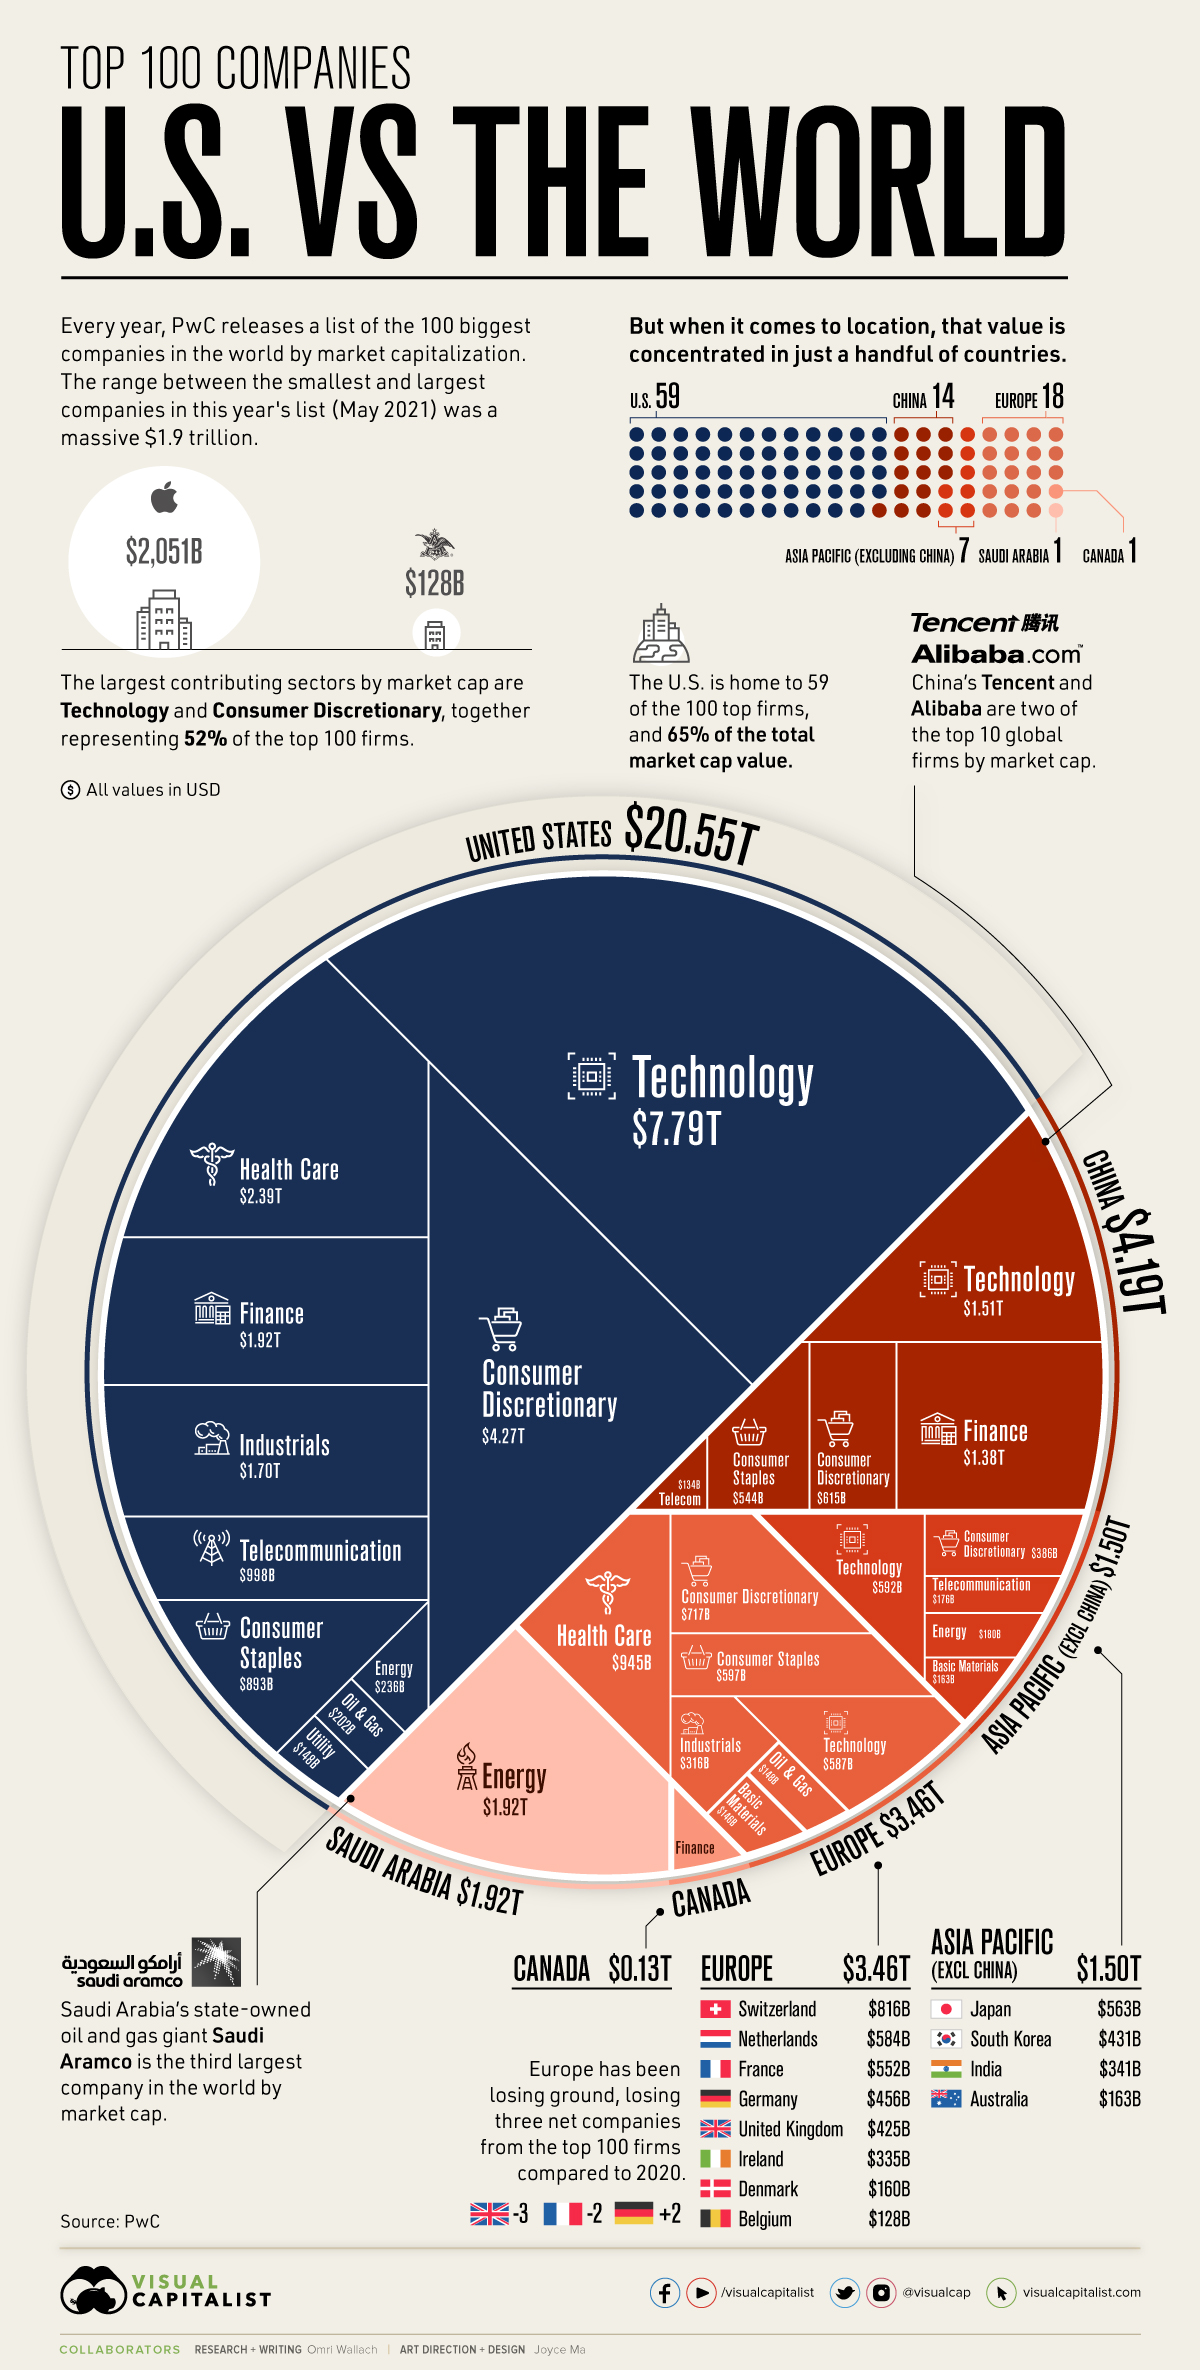 TOP 100 COMPANIES
U.S. VS THE WORLD
Every year, PwC releases a list of the 100 biggest
companies in the world by market capitalization.
The range between the smallest and largest
companies in this year's list (May 2021) was a
massive $1.9 trillion.
$2,051B
$128B
The largest contributing sectors by market cap are
Technology and Consumer Discretionary, together
representing 52% of the top 100 firms.
$ All values in USD
But when it comes to location, that value is
concentrated in just a handful of countries.
U.S. 59
CHINA 14
EUROPE 18
ASIA PACIFIC (EXCLUDING CHINA) 7
SAUDI ARABIA 1
CANADA 1
The U.S. is home to 59
of the 100 top firms,
and 65% of the total
market cap value.
Tencent 腾讯
Alibaba.com™
China's Tencent and
Alibaba are two of
the top 10 global
firms by market cap.
UNITED STATES $20.55T
Technology
$7.79T
Health Care
$2.39T
Finance
$1.92T
Industrials
$1.70T
Telecommunication
$998B
Consumer
Staples
$893B
Energy
$236B
Oil & Gas
$202B
Utility
$148B
Consumer
Discretionary
$4.27T
CHINA $4.19T
Technology
$1.51T
Finance
$1.38T
Consumer
Discretionary
$615B
Consumer
Staples
$544B
$134B
Telecom
ASIA PACIFIC (EXCL CHINA) $1.50T
Technology
$592B
Consumer
Discretionary $386B
Telecommunication
$176B
Energy $180B
Basic Materials
$163B
EUROPE $3.46T
Health Care
$945B
Consumer Discretionary
$717B
Consumer Staples
$597B
Industrials
$316B
Technology
$587B
Oil & Gas
$148B
Basic
Materials
$146B
Finance
CANADA
Energy
$1.92T
SAUDI ARABIA $1.92T
أرامكو السعودية
saudi aramco
Saudi Arabia's state-owned
oil and gas giant Saudi
Aramco is the third largest
company in the world by
market cap.
CANADA $0.13T
Europe has been
losing ground, losing
three net companies
from the top 100 firms
compared to 2020.
-3
-2
+2
EUROPE $3.46T
Switzerland $816B
Netherlands $584B
France $552B
Germany $456B
United Kingdom $425B
Ireland $335B
Denmark $160B
Belgium $128B
ASIA PACIFIC
(EXCL CHINA) $1.50T
Japan $563B
South Korea $431B
India $341B
Australia $163B
Source: PwC
VISUAL
CAPITALIST
/visualcapitalist
@visualcap
visualcapitalist.com
COLLABORATORS RESEARCH + WRITING Omri Wallach | ART DIRECTION + DESIGN Joyce Ma